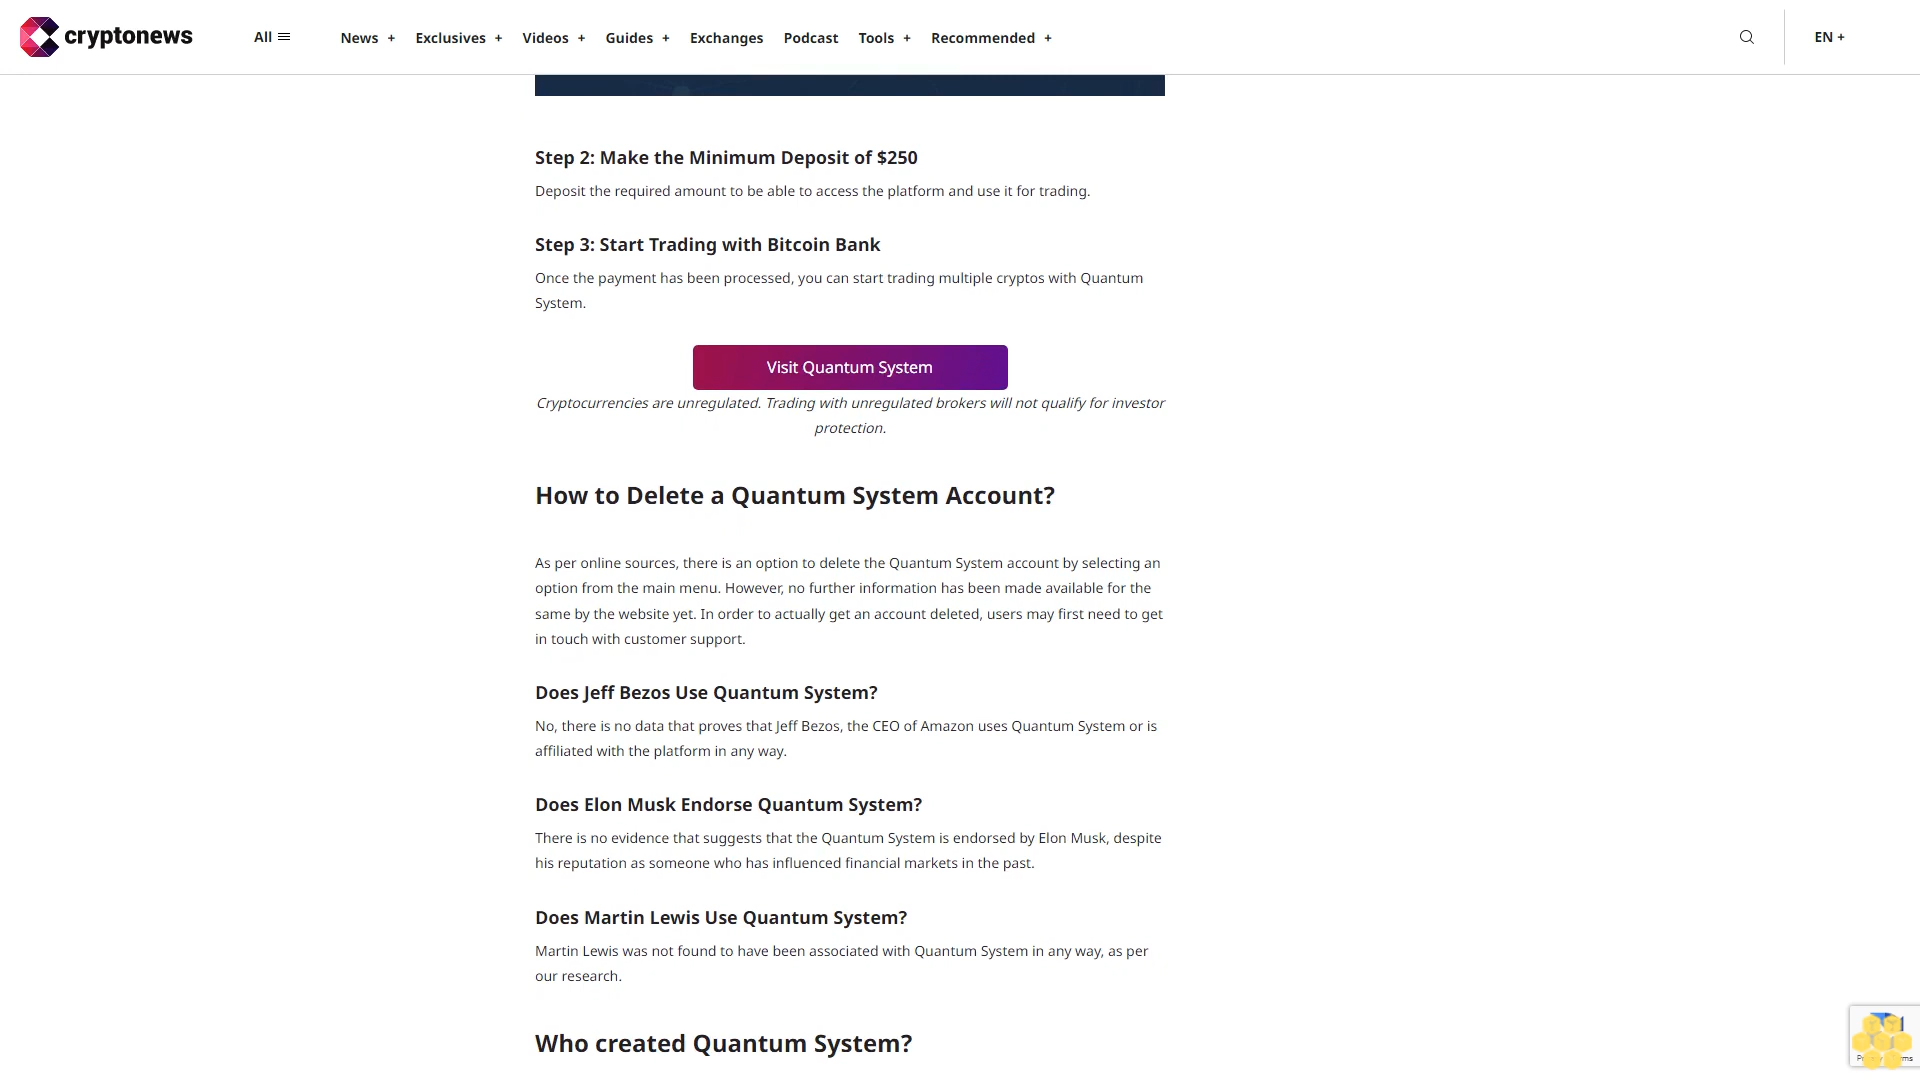 cryptonews
All
News +
Exclusives +
Videos +
Guides +
Exchanges
Podcast
Tools +
Recommended +
EN +
Step 2: Make the Minimum Deposit of $250
Deposit the required amount to be able to access the platform and use it for trading.
Step 3: Start Trading with Bitcoin Bank
Once the payment has been processed, you can start trading multiple cryptos with Quantum
System.
Visit Quantum System
Cryptocurrencies are unregulated. Trading with unregulated brokers will not qualify for investor
protection.
How to Delete a Quantum System Account?
As per online sources, there is an option to delete the Quantum System account by selecting an
option from the main menu. However, no further information has been made available for the
same by the website yet. In order to actually get an account deleted, users may first need to get
in touch with customer support.
Does Jeff Bezos Use Quantum System?
No, there is no data that proves that Jeff Bezos, the CEO of Amazon uses Quantum System or is
affiliated with the platform in any way.
Does Elon Musk Endorse Quantum System?
There is no evidence that suggests that the Quantum System is endorsed by Elon Musk, despite
his reputation as someone who has influenced financial markets in the past.
Does Martin Lewis Use Quantum System?
Martin Lewis was not found to have been associated with Quantum System in any way, as per
our research.
Who created Quantum System?